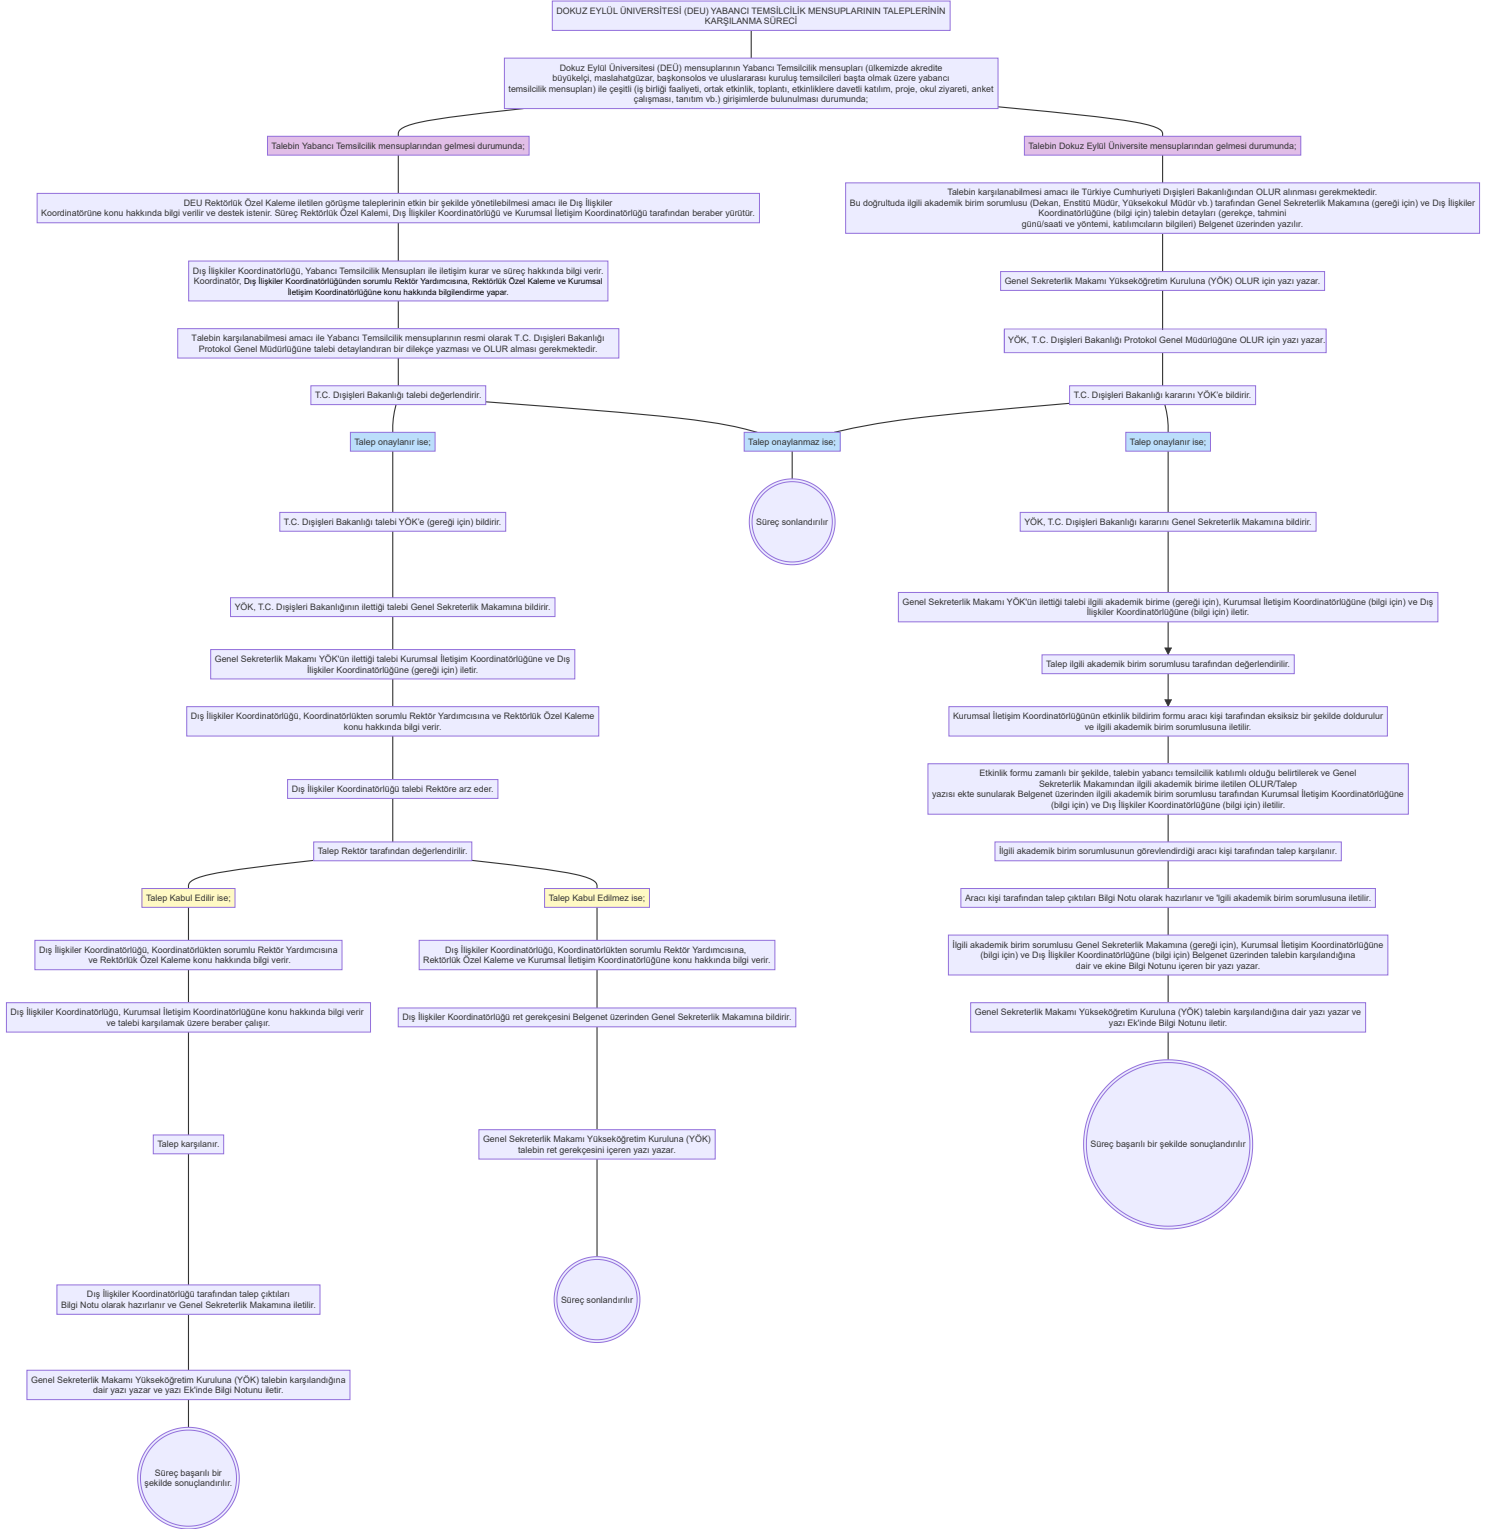 DOKUZ EYLÜL ÜNİVERSİTESİ (DEU) YABANCI TEMSİLCİLİK MENSUPLARININ TALEPLERİNİN
KARŞILANMA SÜRECİ
Dokuz Eylül Üniversitesi (DEÜ) mensuplarının Yabancı Temsilcilik mensupları (ülkemizde akredite
büyükelçi, maslahatgüzar, başkonsolos ve uluslararası kuruluş temsilcileri başta olmak üzere yabancı
temsilcilik mensupları) ile çeşitli (iş birliği faaliyeti, ortak etkinlik, toplantı, etkinliklere davetli katılım, proje, okul ziyareti, anket
çalışması, tanıtım vb.) girişimlerde bulunulması durumunda;
Talebin Yabancı Temsilcilik mensuplarından gelmesi durumunda;
DEU Rektörlük Özel Kaleme iletilen görüşme taleplerinin etkin bir şekilde yönetilebilmesi amacı ile Dış İlişkiler
Koordinatörüne konu hakkında bilgi verilir ve destek istenir. Süreç Rektörlük Özel Kalemi, Dış İlişkiler Koordinatörlüğü ve Kurumsal İletişim Koordinatörlüğü tarafından beraber yürütür.
Dış İlişkiler Koordinatörlüğü, Yabancı Temsilcilik Mensupları ile iletişim kurar ve süreç hakkında bilgi verir.
Koordinatör, Dış İlişkiler Koordinatörlüğünden sorumlu Rektör Yardımcısına, Rektörlük Özel Kaleme ve Kurumsal
İletişim Koordinatörlüğüne konu hakkında bilgilendirme yapar.
Talebin karşılanabilmesi amacı ile Yabancı Temsilcilik mensuplarının resmi olarak T.C. Dışişleri Bakanlığı
Protokol Genel Müdürlüğüne talebi detaylandıran bir dilekçe yazması ve OLUR alması gerekmektedir.
T.C. Dışişleri Bakanlığı talebi değerlendirir.
Talebin Dokuz Eylül Üniversite mensuplarından gelmesi durumunda;
Talebin karşılanabilmesi amacı ile Türkiye Cumhuriyeti Dışişleri Bakanlığından OLUR alınması gerekmektedir.
Bu doğrultuda ilgili akademik birim sorumlusu (Dekan, Enstitü Müdür, Yüksekokul Müdür vb.) tarafından Genel Sekreterlik Makamına (gereği için) ve Dış İlişkiler
Koordinatörlüğüne (bilgi için) talebin detayları (gerekçe, tahmini
günü/saati ve yöntemi, katılımcıların bilgileri) Belgenet üzerinden yazılır.
Genel Sekreterlik Makamı Yükseköğretim Kuruluna (YÖK) OLUR için yazı yazar.
YÖK, T.C. Dışişleri Bakanlığı Protokol Genel Müdürlüğüne OLUR için yazı yazar.
T.C. Dışişleri Bakanlığı kararını YÖK'e bildirir.
Talep onaylanır ise;
Talep onaylanmaz ise;
Talep onaylanır ise;
Süreç sonlandırılır
T.C. Dışişleri Bakanlığı talebi YÖK'e (gereği için) bildirir.
YÖK, T.C. Dışişleri Bakanlığının ilettiği talebi Genel Sekreterlik Makamına bildirir.
Genel Sekreterlik Makamı YÖK'ün ilettiği talebi Kurumsal İletişim Koordinatörlüğüne ve Dış
İlişkiler Koordinatörlüğüne (gereği için) iletir.
Dış İlişkiler Koordinatörlüğü, Koordinatörlükten sorumlu Rektör Yardımcısına ve Rektörlük Özel Kaleme
konu hakkında bilgi verir.
Dış İlişkiler Koordinatörlüğü talebi Rektöre arz eder.
Talep Rektör tarafından değerlendirilir.
Talep Kabul Edilir ise;
Dış İlişkiler Koordinatörlüğü, Koordinatörlükten sorumlu Rektör Yardımcısına
ve Rektörlük Özel Kaleme konu hakkında bilgi verir.
Dış İlişkiler Koordinatörlüğü, Kurumsal İletişim Koordinatörlüğüne konu hakkında bilgi verir
ve talebi karşılamak üzere beraber çalışır.
Talep karşılanır.
Dış İlişkiler Koordinatörlüğü tarafından talep çıktıları
Bilgi Notu olarak hazırlanır ve Genel Sekreterlik Makamına iletilir.
Genel Sekreterlik Makamı Yükseköğretim Kuruluna (YÖK) talebin karşılandığına
dair yazı yazar ve yazı Ek'inde Bilgi Notunu iletir.
Süreç başarılı bir
şekilde sonuçlandırılır.
Talep Kabul Edilmez ise;
Dış İlişkiler Koordinatörlüğü, Koordinatörlükten sorumlu Rektör Yardımcısına,
Rektörlük Özel Kaleme ve Kurumsal İletişim Koordinatörlüğüne konu hakkında bilgi verir.
Dış İlişkiler Koordinatörlüğü ret gerekçesini Belgenet üzerinden Genel Sekreterlik Makamına bildirir.
Genel Sekreterlik Makamı Yükseköğretim Kuruluna (YÖK)
talebin ret gerekçesini içeren yazı yazar.
Süreç sonlandırılır
YÖK, T.C. Dışişleri Bakanlığı kararını Genel Sekreterlik Makamına bildirir.
Genel Sekreterlik Makamı YÖK'ün ilettiği talebi ilgili akademik birime (gereği için), Kurumsal İletişim Koordinatörlüğüne (bilgi için) ve Dış
İlişkiler Koordinatörlüğüne (bilgi için) iletir.
Talep ilgili akademik birim sorumlusu tarafından değerlendirilir.
Kurumsal İletişim Koordinatörlüğünün etkinlik bildirim formu aracı kişi tarafından eksiksiz bir şekilde doldurulur
ve ilgili akademik birim sorumlusuna iletilir.
Etkinlik formu zamanlı bir şekilde, talebin yabancı temsilcilik katılımlı olduğu belirtilerek ve Genel
Sekreterlik Makamından ilgili akademik birime iletilen OLUR/Talep
yazısı ekte sunularak Belgenet üzerinden ilgili akademik birim sorumlusu tarafından Kurumsal İletişim Koordinatörlüğüne
(bilgi için) ve Dış İlişkiler Koordinatörlüğüne (bilgi için) iletilir.
İlgili akademik birim sorumlusunun görevlendirdiği aracı kişi tarafından talep karşılanır.
Aracı kişi tarafından talep çıktıları Bilgi Notu olarak hazırlanır ve 'lgili akademik birim sorumlusuna iletilir.
İlgili akademik birim sorumlusu Genel Sekreterlik Makamına (gereği için), Kurumsal İletişim Koordinatörlüğüne
(bilgi için) ve Dış İlişkiler Koordinatörlüğüne (bilgi için) Belgenet üzerinden talebin karşılandığına
dair ve ekine Bilgi Notunu içeren bir yazı yazar.
Genel Sekreterlik Makamı Yükseköğretim Kuruluna (YÖK) talebin karşılandığına dair yazı yazar ve
yazı Ek'inde Bilgi Notunu iletir.
Süreç başarılı bir şekilde sonuçlandırılır